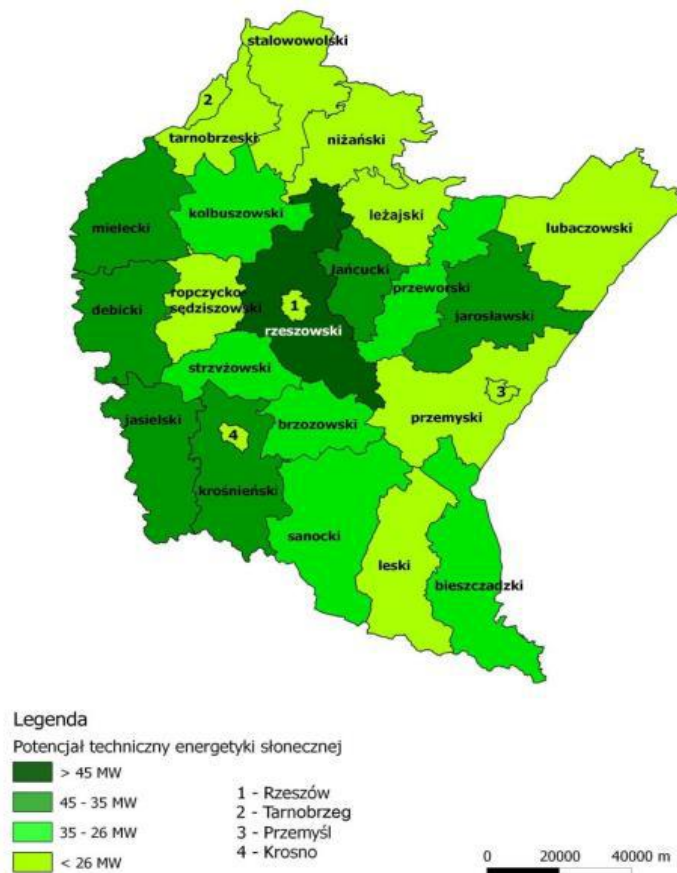 stalowowolski
2
tarnobrzeski
niżański
kolbuszowski
leżajski
mielecki
lubaczowski
łańcucki
ropczycko-
sędziszowski
przeworski
1
debicki
jarosławski
rzeszowski
strzyżowski
3
jasielski
brzozowski
przemyski
4
krośnieński
sanocki
leski
bieszczadzki
Legenda
Potencjał techniczny energetyki słonecznej
> 45 MW
45 - 35 MW
35 - 26 MW
< 26 MW
1 - Rzeszów
2 - Tarnobrzeg
3 - Przemyśl
4 - Krosno
0 20000 40000 m